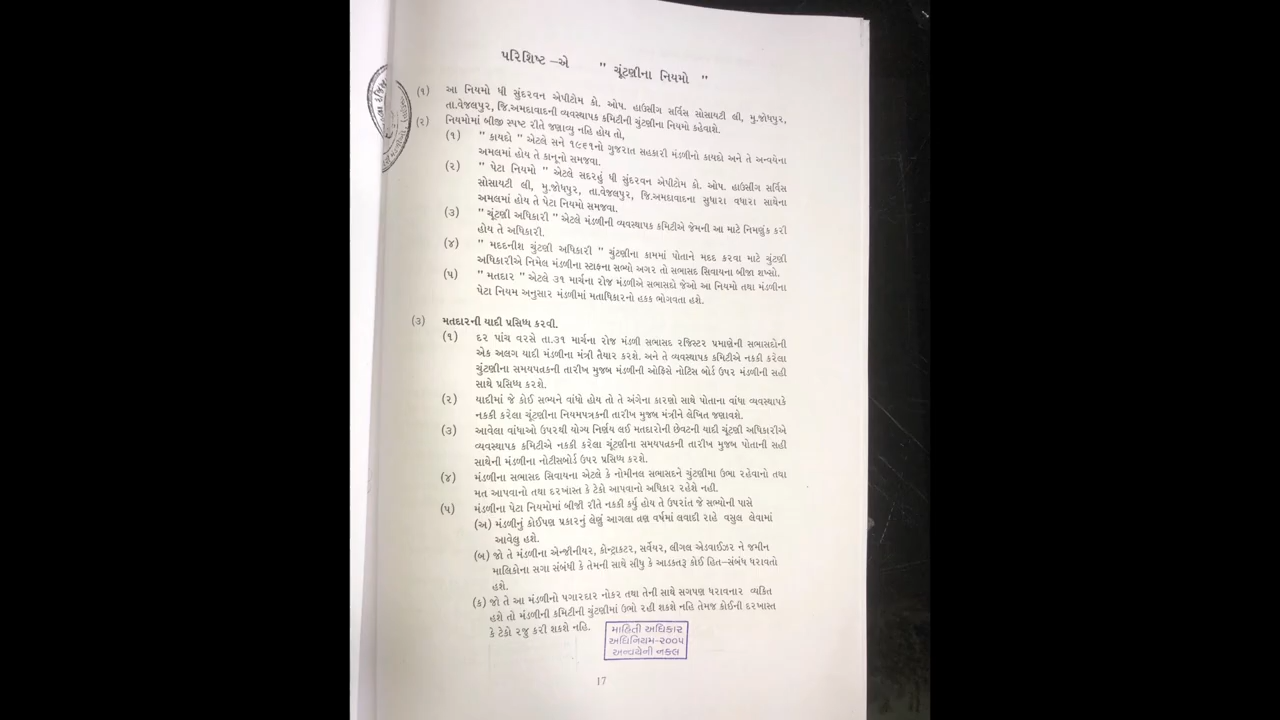 પરિશિષ્ટ –એ " ચૂંટણીના નિયમો "
(૧) આ નિયમો ધી સુંદરવન એપીટોમ કો. ઓપ. હાઉસીંગ સર્વિસ સોસાયટી લી, મુ.જોધપુર,
તા.વેજલપુર, જિ.અમદાવાદની વ્યવસ્થાપક કમિટીની ચુંટણીના નિયમો કહેવાશે.
(૨) નિયમોમાં બીજી સ્પષ્ટ રીતે જણાવ્યુ નહિ હોય તો,
(૧) " કાયદો " એટલે સને ૧૯૬૧નો ગુજરાત સહકારી મંડળીનો કાયદો અને તે અન્વયેના
અમલમાં હોય તે કાનૂનો સમજવા.
(૨) " પેટા નિયમો " એટલે સદરહું ધી સુંદરવન એપીટોમ કો. ઓપ. હાઉસીંગ સર્વિસ
સોસાયટી લી, મુ.જોધપુર, તા.વેજલપુર, જિ.અમદાવાદના સુધારા વધારા સાથેના
અમલમાં હોય તે પેટા નિયમો સમજવા.
(૩) " ચૂંટણી અધિકારી " એટલે મંડળીની વ્યવસ્થાપક કમિટીએ જેમની આ માટે નિમણુંક કરી
હોય તે અધિકારી.
(૪) " મદદનીશ ચુંટણી અધિકારી " ચુંટણીના કામમાં પોતાને મદદ કરવા માટે ચુંટણી
અધિકારીએ નિમેલ મંડળીના સ્ટાફના સભ્યો અગર તો સભાસદ સિવાયના બીજા શખ્સો.
(૫) " મતદાર " એટલે ૩૧ માર્ચના રોજ મંડળીએ સભાસદો જેઓ આ નિયમો તથા મંડળીના
પેટા નિયમ અનુસાર મંડળીમાં મતાધિકારનો હકક ભોગવતા હશે.
(૩) મતદારની યાદી પ્રસિધ્ધ કરવી.
(૧) દર પાંચ વરસે તા.૩૧ માર્ચના રોજ મંડળી સભાસદ રજિસ્ટર પ્રમાણેની સભાસદોની
એક અલગ યાદી મંડળીના મંત્રી તૈયાર કરશે. અને તે વ્યવસ્થાપક કમિટીએ નકકી કરેલા
ચુંટણીના સમયપત્રકની તારીખ મુજબ મંડળીની ઓફિસે નોટિસ બોર્ડ ઉપર મંડળીની સહી
સાથે પ્રસિધ્ધ કરશે.
(૨) યાદીમાં જે કોઈ સભ્યને વાંધો હોય તો તે અંગેના કારણો સાથે પોતાના વાંધા વ્યવસ્થાપકે
નકકી કરેલા ચૂંટણીના નિયમપત્રકની તારીખ મુજબ મંત્રીને લેખિત જણાવશે.
(૩) આવેલા વાંધાઓ ઉપરથી યોગ્ય નિર્ણય લઈ મતદારોની છેવટની યાદી ચૂંટણી અધિકારીએ
વ્યવસ્થાપક કમિટીએ નકકી કરેલા ચૂંટણીના સમયપત્રકની તારીખ મુજબ પોતાની સહી
સાથેની મંડળીના નોટીસબોર્ડ ઉપર પ્રસિધ્ધ કરશે.
(૪) મંડળીના સભાસદ સિવાયના એટલે કે નોમીનલ સભાસદને ચુંટણીમા ઉભા રહેવાનો તથા
મત આપવાનો તથા દરખાસ્ત કે ટેકો આપવાનો અધિકાર રહેશે નહી.
(૫) મંડળીના પેટા નિયમોમાં બીજી રીતે નકકી કર્યુ હોય તે ઉપરાંત જે સભ્યોની પાસે
(અ) મંડળીનું કોઈપણ પ્રકારનું લેણું આગલા ત્રણ વર્ષમાં લવાદી રાહે વસુલ લેવામાં
આવેલુ હશે.
(બ) જો તે મંડળીના એન્જીનીયર, કોન્ટ્રાકટર, સર્વેયર, લીગલ એડવાઈઝર ને જમીન
માલિકોના સગા સંબંધી કે તેમની સાથે સીધુ કે આડકતરૂ કોઈ હિત–સંબંધ ધરાવતો
હશે.
(ક) જો તે આ મંડળીનો પગારદાર નોકર તથા તેની સાથે સગપણ ધરાવનાર વ્યકિત
હશે તો મંડળીની કમિટીની ચુંટણીમાં ઉભો રહી શકશે નહિ તેમજ કોઈની દરખાસ્ત
કે ટેકો રજુ કરી શકશે નહિ.
માહિતી અધિકાર
અધિનિયમ-૨૦૦૫
અન્વયેની નકલ
17